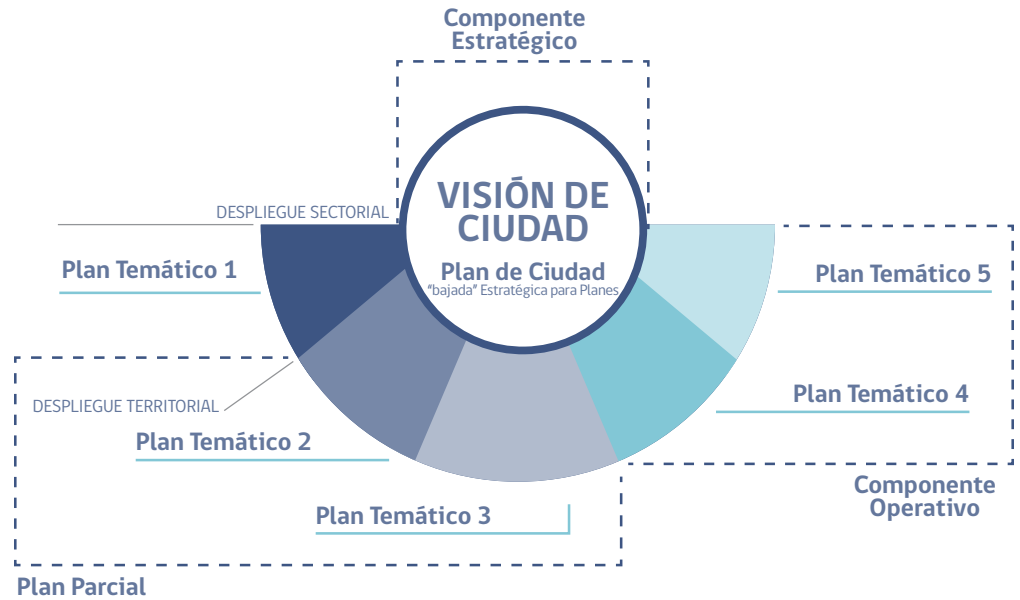 Componente
Estratégico
VISIÓN DE
CIUDAD
Plan de Ciudad
"bajada" Estratégica para Planes
DESPLIEGUE SECTORIAL
Plan Temático 1
DESPLIEGUE TERRITORIAL
Plan Temático 2
Plan Temático 3
Plan Temático 5
Plan Temático 4
Componente
Operativo
Plan Parcial